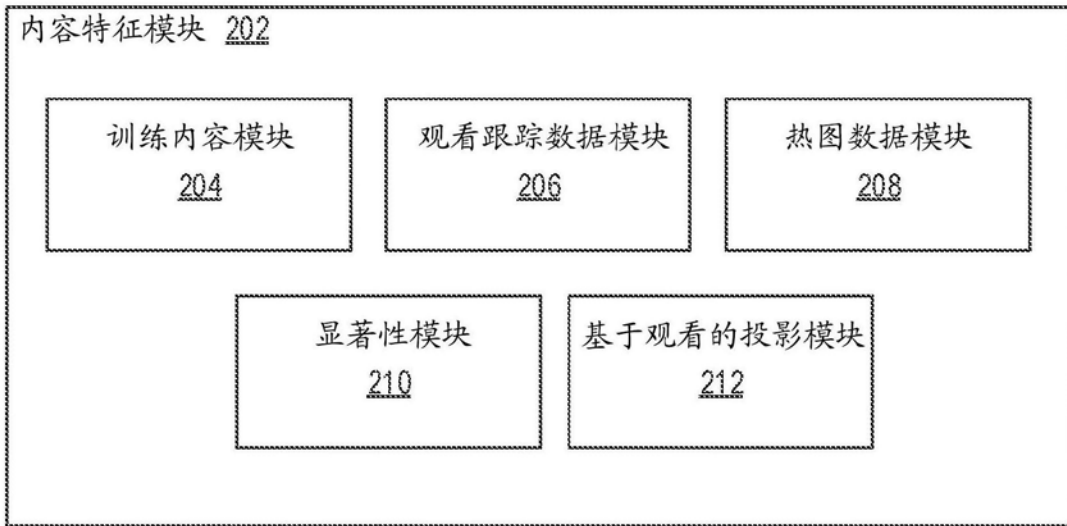 内容特征模块 202
训练内容模块
204
观看跟踪数据模块
206
热图数据模块
208
显著性模块
210
基于观看的投影模块
212